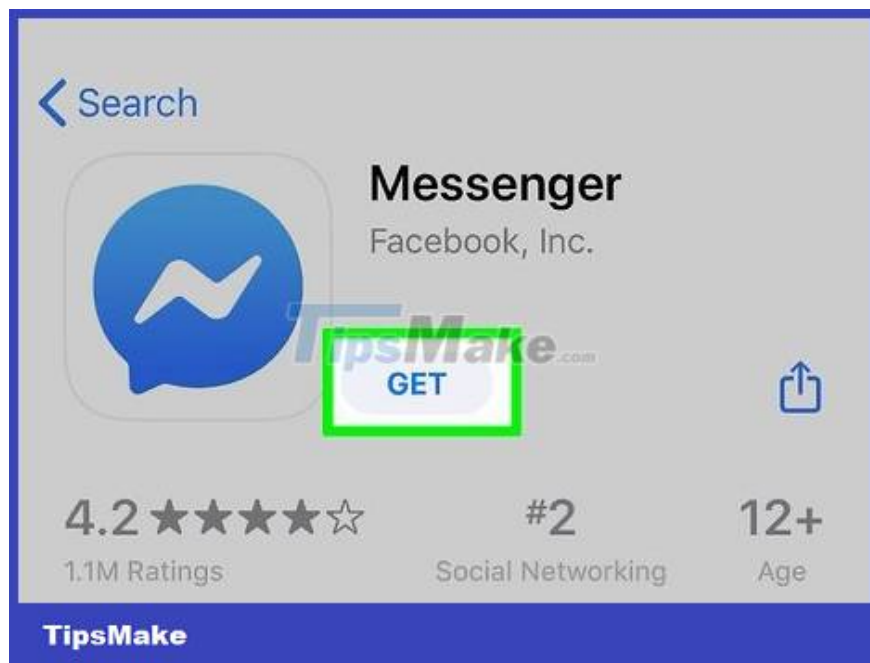 Search
Messenger
Facebook, Inc.
TipsMake.com
GET
4.2 #2 12+
1.1M Ratings Social Networking Age
TipsMake